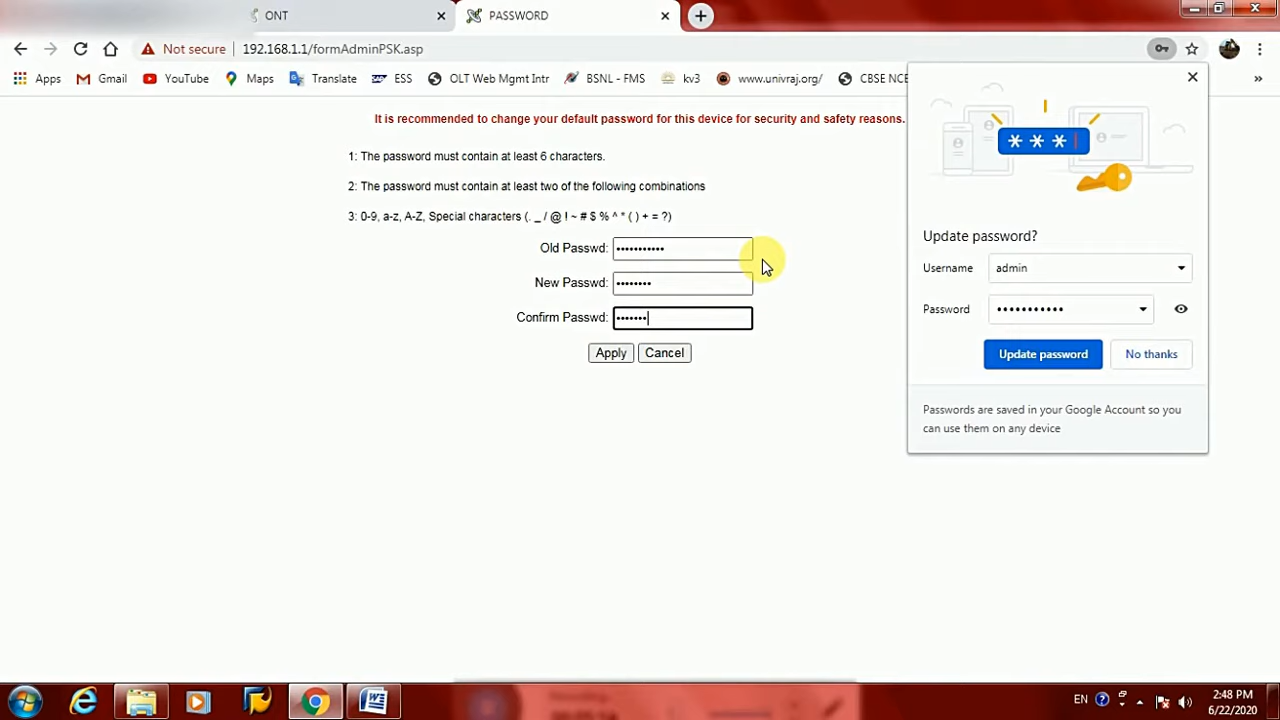 ONT
PASSWORD
Not secure 192.168.1.1/formAdminPSK.asp
Apps Gmail YouTube Maps Translate ESS OLT Web Mgmt Intr BSNL - FMS kv3 www.univraj.org/ CBSE NCE »
It is recommended to change your default password for this device for security and safety reasons.
1: The password must contain at least 6 characters.
2: The password must contain at least two of the following combinations
3: 0-9, a-z, A-Z, Special characters (. _ / @ ! ~ # $ % ^ * ( ) + = ?)
Old Passwd: •••••••••••
New Passwd: ••••••••
Confirm Passwd: •••••••
Apply Cancel
* * *
Update password?
Username admin
Password •••••••••••
Update password No thanks
Passwords are saved in your Google Account so you
can use them on any device
EN
2:48 PM
6/22/2020